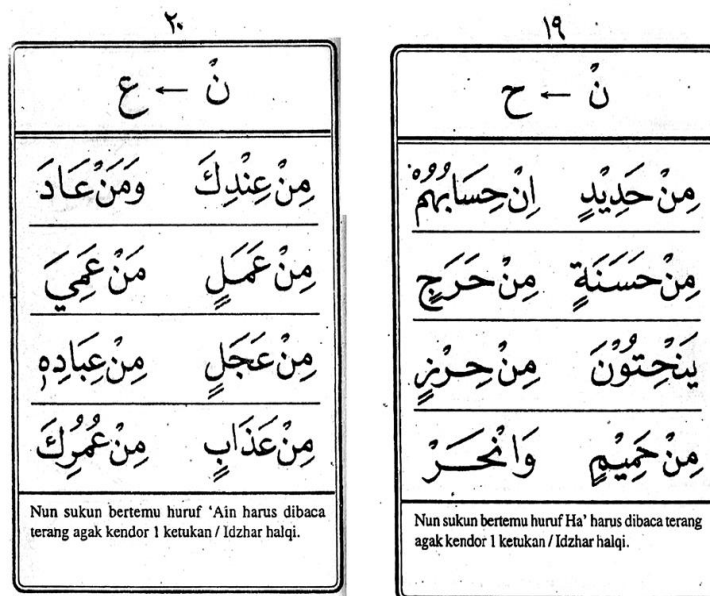 ١٩
نْ ← ح
مِنْ حَدِيْدٍ اِنْ حِسَابُهُمْ
مِنْ حَسَنَةٍ مِنْ حَرَجٍ
يَنْحِتُوْنَ مِنْ حِرْزٍ
مِنْ حَمِيْمٍ وَانْحَرْ
Nun sukun bertemu huruf Ha’ harus dibaca terang
agak kendor 1 ketukan / Idzhar halqi.
٢٠
نْ ← ع
مِنْ عِنْدِكَ وَمَنْ عَادَ
مِنْ عَمَلٍ مَنْ عَمِيَ
مِنْ عَجَلٍ مِنْ عِبَادِهٖ
مِنْ عَذَابٍ مِنْ عُمُرِكَ
Nun sukun bertemu huruf ‘Ain harus dibaca
terang agak kendor 1 ketukan / Idzhar halqi.